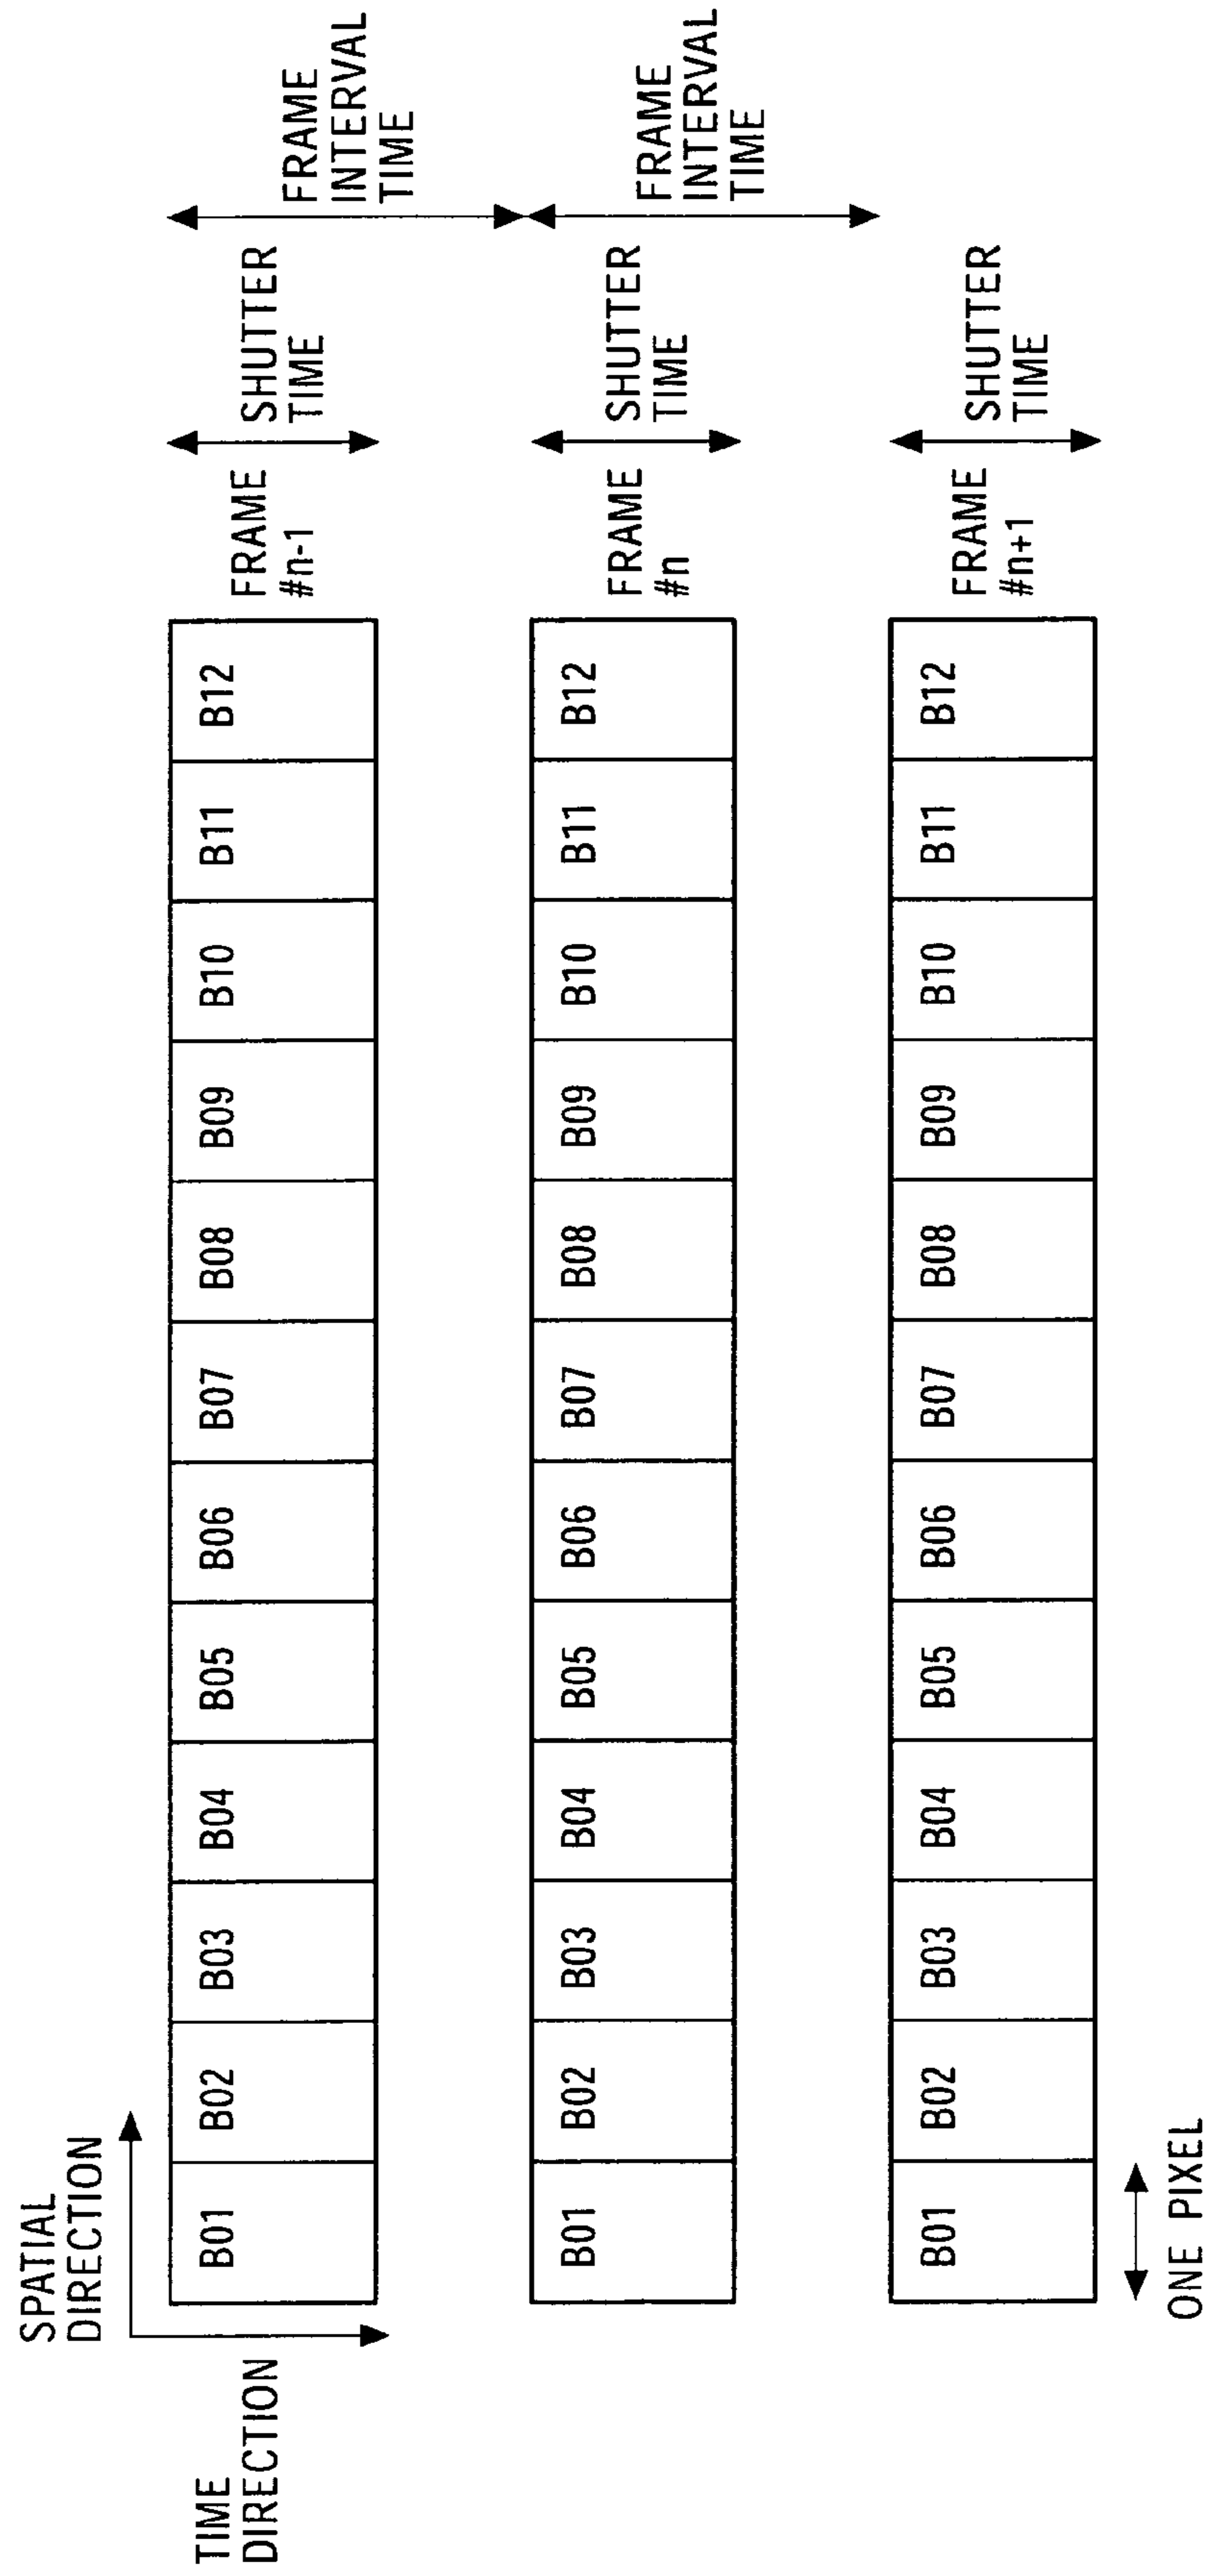 SPATIAL
DIRECTION
TIME
DIRECTION
B01 B02 B03 B04 B05 B06 B07 B08 B09 B10 B11 B12
FRAME
#n-1
SHUTTER
TIME
FRAME
INTERVAL
TIME
B01 B02 B03 B04 B05 B06 B07 B08 B09 B10 B11 B12
FRAME
#n
SHUTTER
TIME
FRAME
INTERVAL
TIME
B01 B02 B03 B04 B05 B06 B07 B08 B09 B10 B11 B12
FRAME
#n+1
SHUTTER
TIME
ONE PIXEL